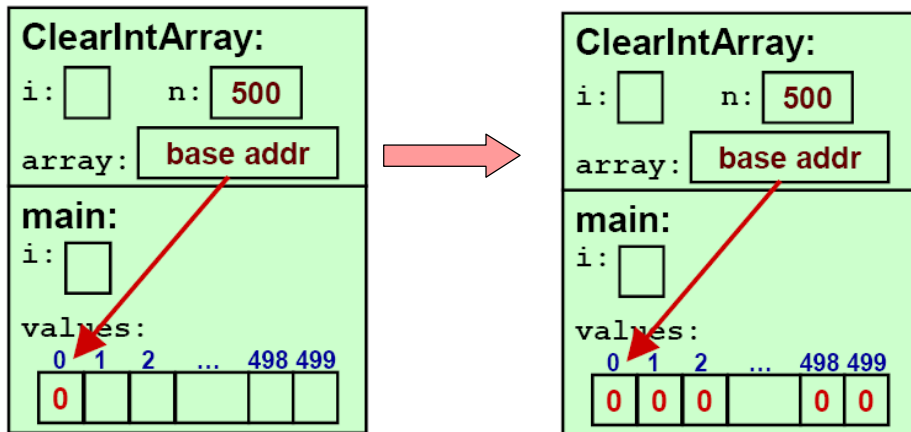 ClearIntArray:
i: n: 500
array: base addr
main:
i:
values:
0 1 2 ... 498 499
0
ClearIntArray:
i: n: 500
array: base addr
main:
i:
values:
0 1 2 ... 498 499
0 0 0 0 0